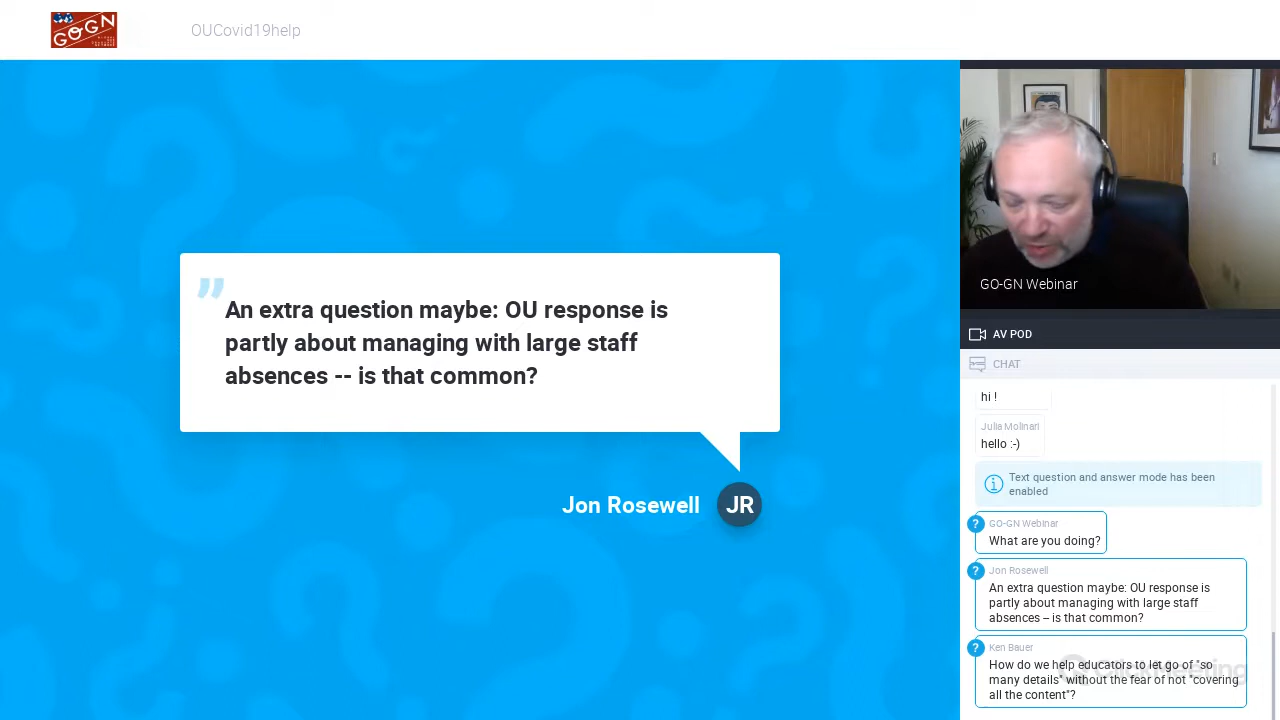 GO-GN
OUCovid19help
An extra question maybe: OU response is
partly about managing with large staff
absences -- is that common?
Jon Rosewell
JR
GO-GN Webinar
AV POD
CHAT
hi !
Julia Molinari
hello :-)
Text question and answer mode has been
enabled
?
GO-GN Webinar
What are you doing?
?
Jon Rosewell
An extra question maybe: OU response is
partly about managing with large staff
absences – is that common?
?
Ken Bauer
How do we help educators to let go of "so
many details" without the fear of not "covering
all the content"?